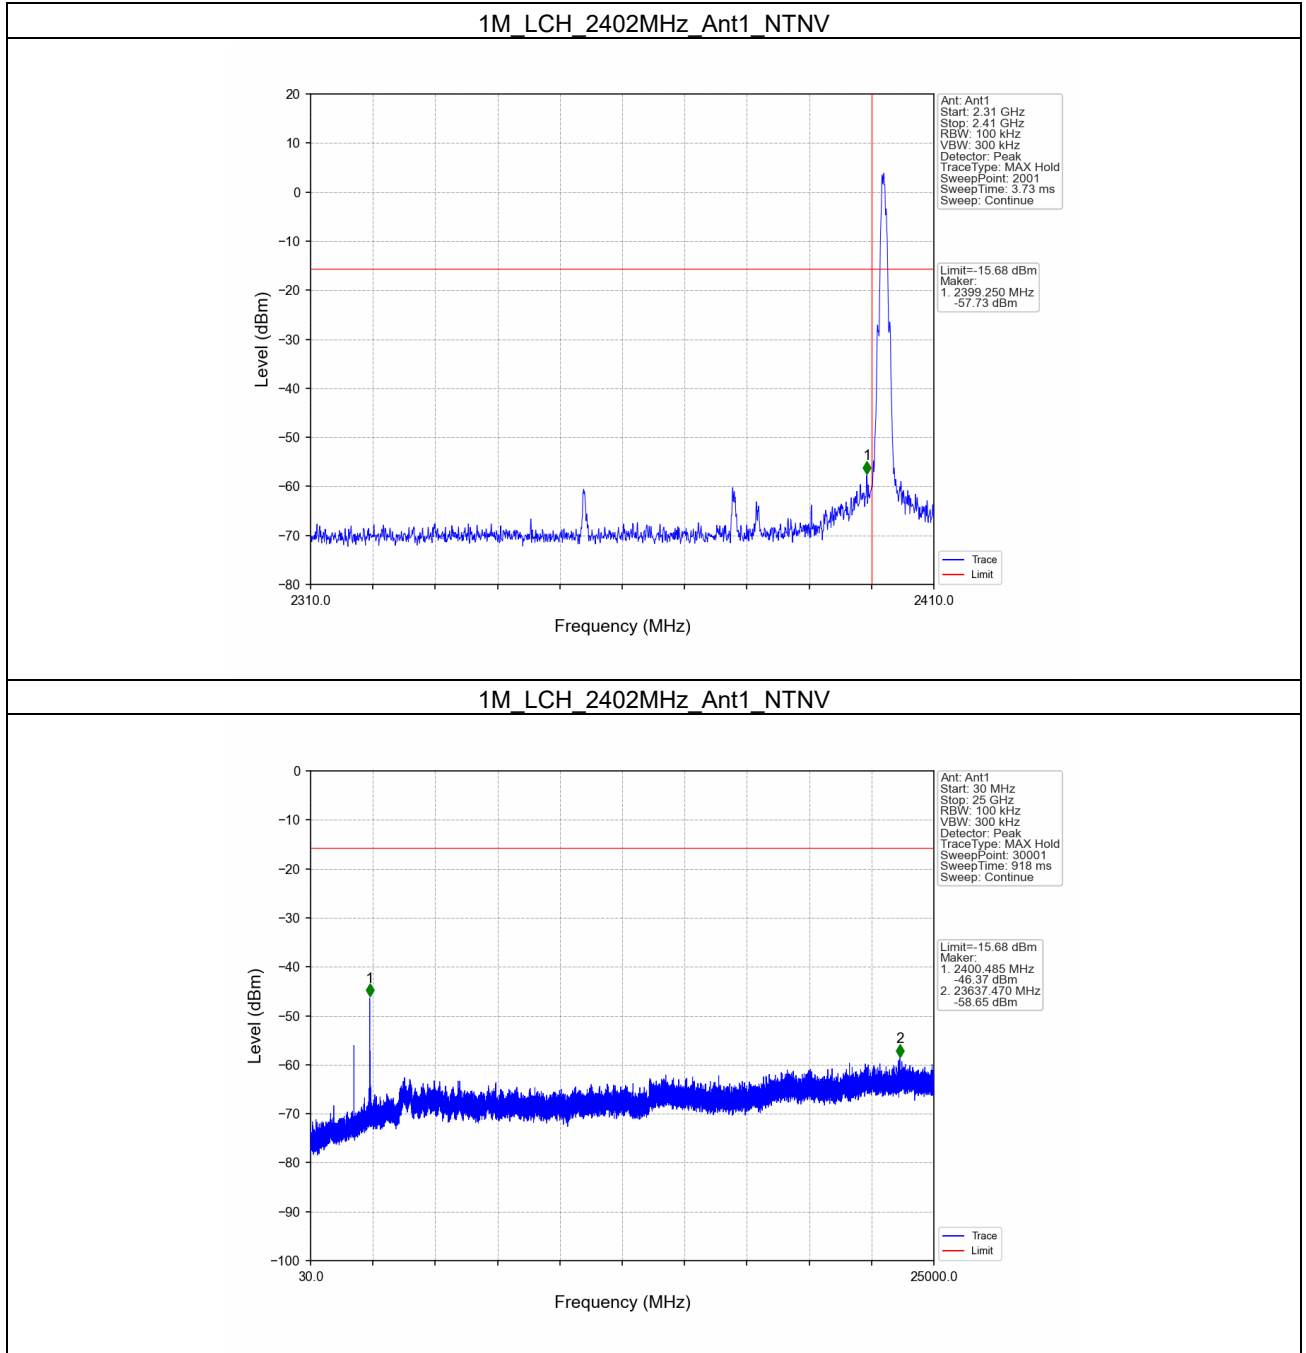 1M_LCH_2402MHz_Ant1_NTNV
20
10
0
−10
−20
−30
−40
−50
−60
−70
−80
Level (dBm)
2310.0
2410.0
Frequency (MHz)
1
Ant: Ant1
Start: 2.31 GHz
Stop: 2.41 GHz
RBW: 100 kHz
VBW: 300 kHz
Detector: Peak
TraceType: MAX Hold
SweepPoint: 2001
SweepTime: 3.73 ms
Sweep: Continue
Limit=-15.68 dBm
Maker:
1. 2399.250 MHz
-57.73 dBm
Trace
Limit
1M_LCH_2402MHz_Ant1_NTNV
0
−10
−20
−30
−40
−50
−60
−70
−80
−90
−100
Level (dBm)
30.0
25000.0
Frequency (MHz)
1
2
Ant: Ant1
Start: 30 MHz
Stop: 25 GHz
RBW: 100 kHz
VBW: 300 kHz
Detector: Peak
TraceType: MAX Hold
SweepPoint: 30001
SweepTime: 918 ms
Sweep: Continue
Limit=-15.68 dBm
Maker:
1. 2400.485 MHz
-46.37 dBm
2. 23637.470 MHz
-58.65 dBm
Trace
Limit